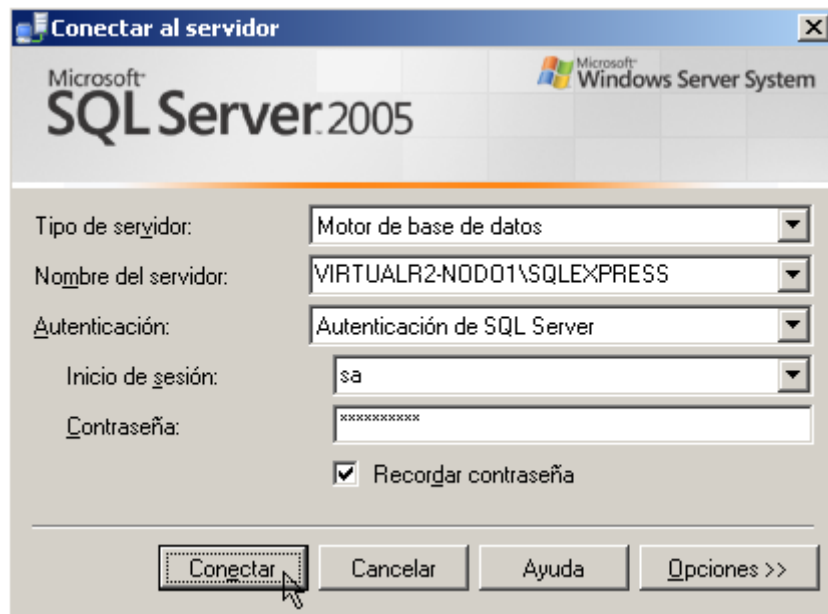 Conectar al servidor
Microsoft
SQL Server 2005
Microsoft
Windows Server System
Tipo de servidor: Motor de base de datos
Nombre del servidor: VIRTUALR2-NODO1\SQLEXPRESS
Autenticación: Autenticación de SQL Server
Inicio de sesión: sa
Contraseña: **********
Recordar contraseña
Conectar Cancelar Ayuda Opciones >>